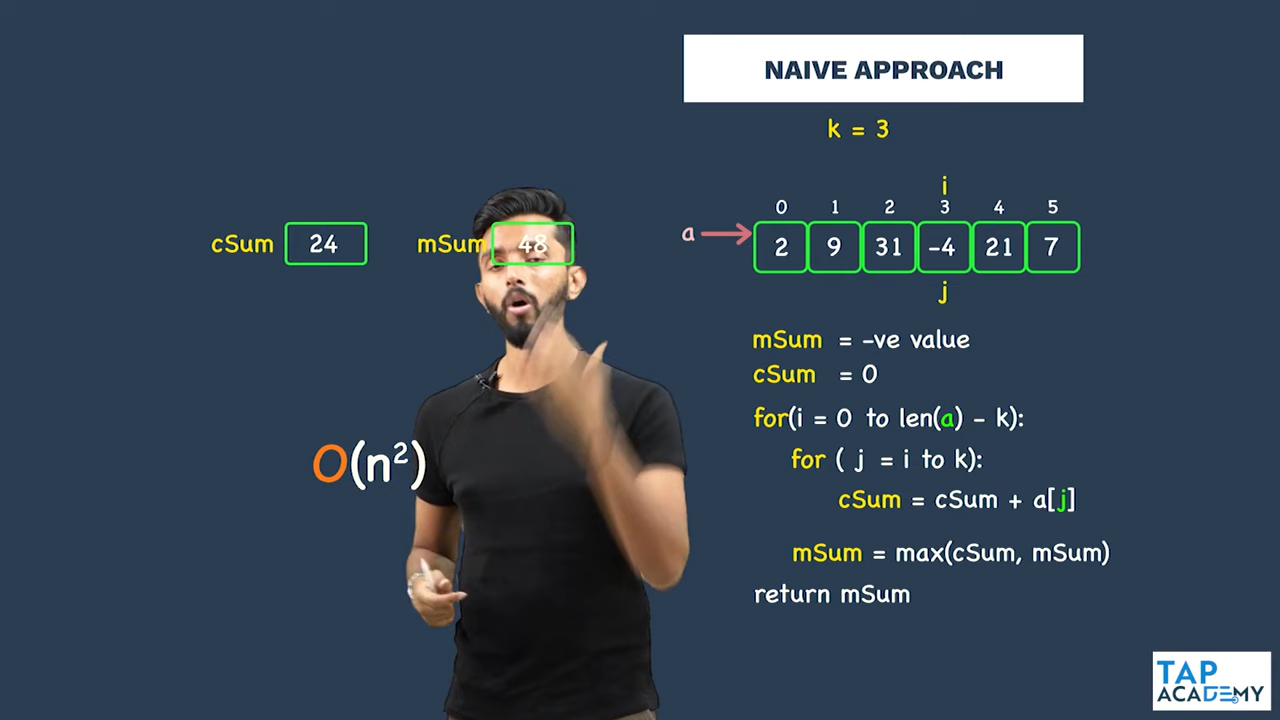 NAIVE APPROACH
k = 3
i
0 1 2 3 4 5
cSum 24 mSum 48 a 2 9 31 -4 21 7
j
mSum = -ve value
cSum = 0
for(i = 0 to len(a) - k):
for ( j = i to k):
O(n²)
cSum = cSum + a[j]
mSum = max(cSum, mSum)
return mSum
TAP
ACADEMY